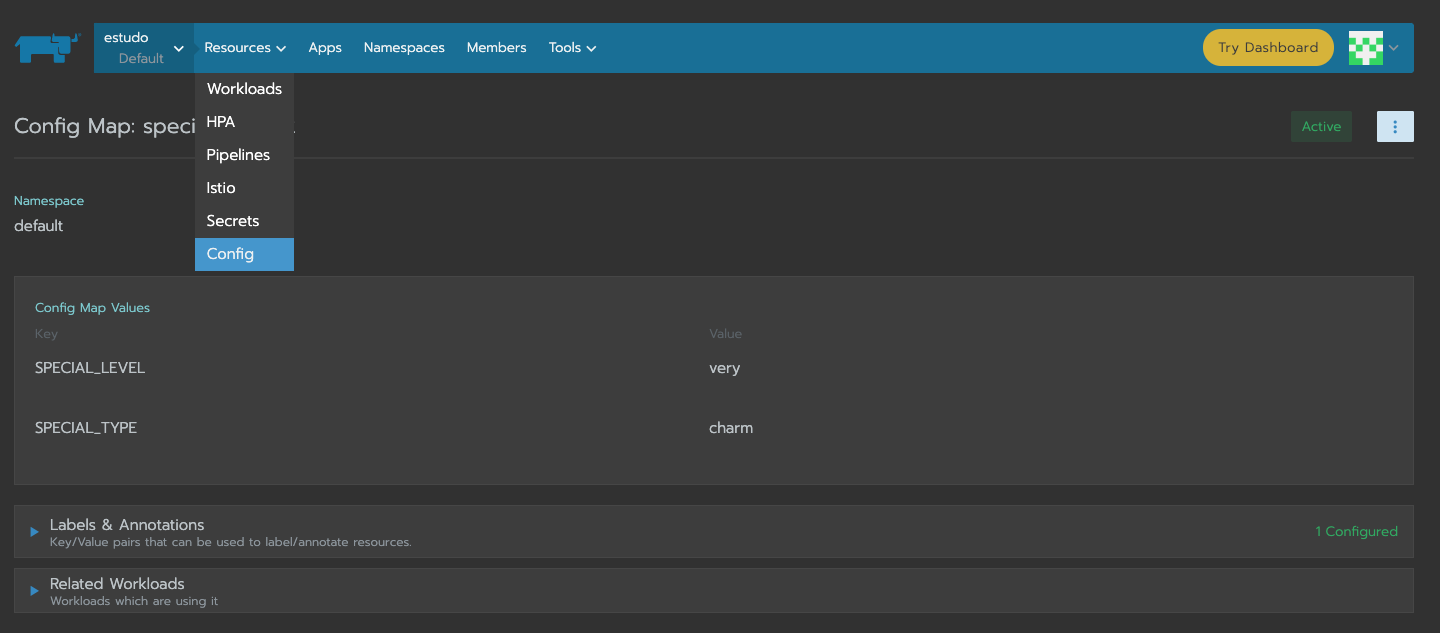 estudo
Default
Resources
Apps
Namespaces
Members
Tools
Try Dashboard
Workloads
HPA
Pipelines
Istio
Secrets
Config
Config Map:
Active
Namespace
default
Config Map Values
Key Value
SPECIAL_LEVEL very
SPECIAL_TYPE charm
Labels & Annotations
Key/Value pairs that can be used to label/annotate resources.
1 Configured
Related Workloads
Workloads which are using it